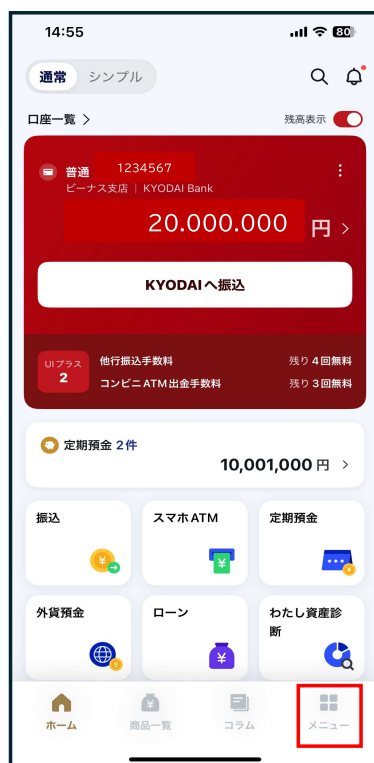 14:55 80
通常 シンプル
口座一覧 > 残高表示
普通 1234567
ビーナス支店 | KYODAI Bank
20.000.000 円 >
KYODAIへ振込
UIプラス
2
他行振込手数料 残り4回無料
コンビニATM出金手数料 残り3回無料
定期預金 2件
10,001,000 円 >
振込 スマホATM 定期預金
外貨預金 ローン わたし資産診
断
ホーム 商品一覧 コラム メニュー